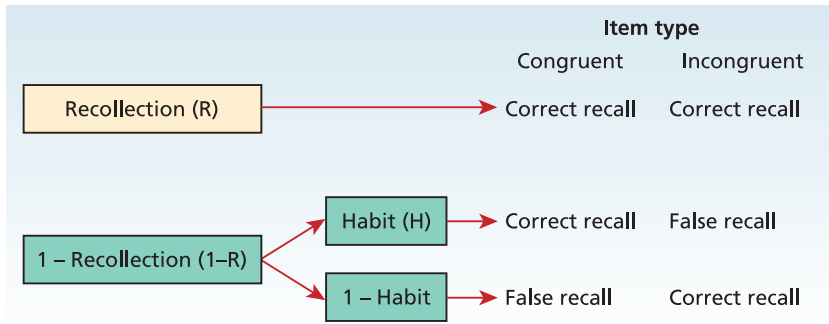 Item type
Congruent Incongruent
Recollection (R) Correct recall Correct recall
Habit (H) Correct recall False recall
1 – Recollection (1–R)
1 – Habit False recall Correct recall